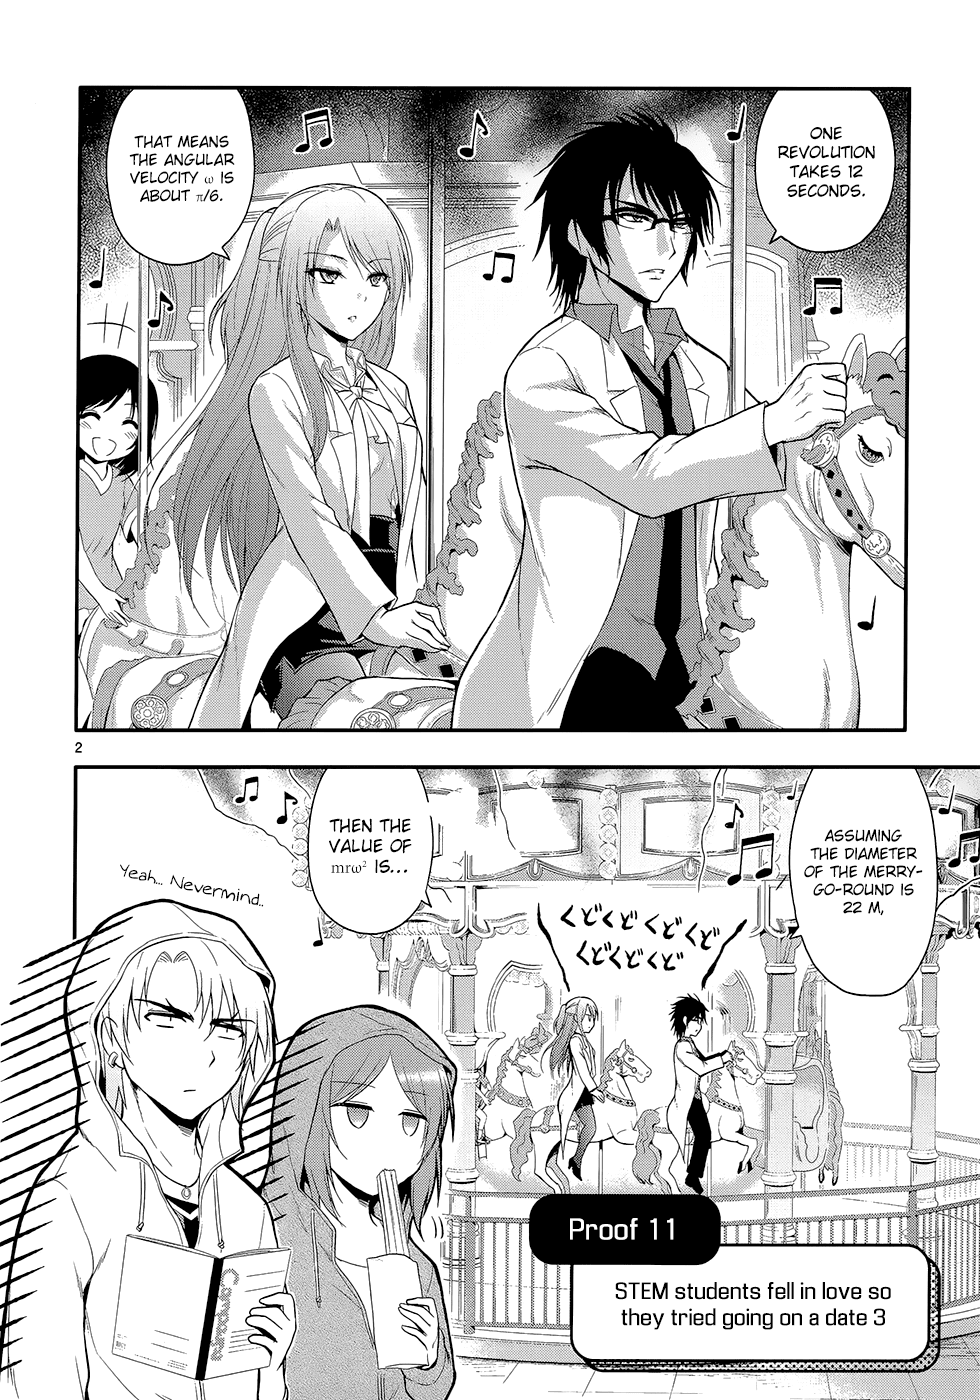 ONE
REVOLUTION
TAKES 12
SECONDS.
THAT MEANS
THE ANGULAR
VELOCITY ω IS
ABOUT π/6.
2
ASSUMING
THE DIAMETER
OF THE MERRY-
GO-ROUND IS
22 M,
THEN THE
VALUE OF
mrω² IS...
くどくどくどくど
くどくどくど
Yeah... Nevermind..
Campus
Proof 11
STEM students fell in love so
they tried going on a date 3